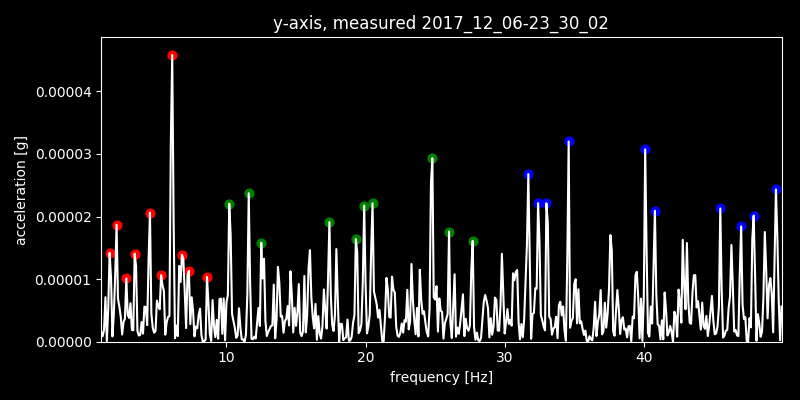 y-axis, measured 2017_12_06-23_30_02
acceleration [g]
0.00004
0.00003
0.00002
0.00001
0.00000
10 20 30 40
frequency [Hz]